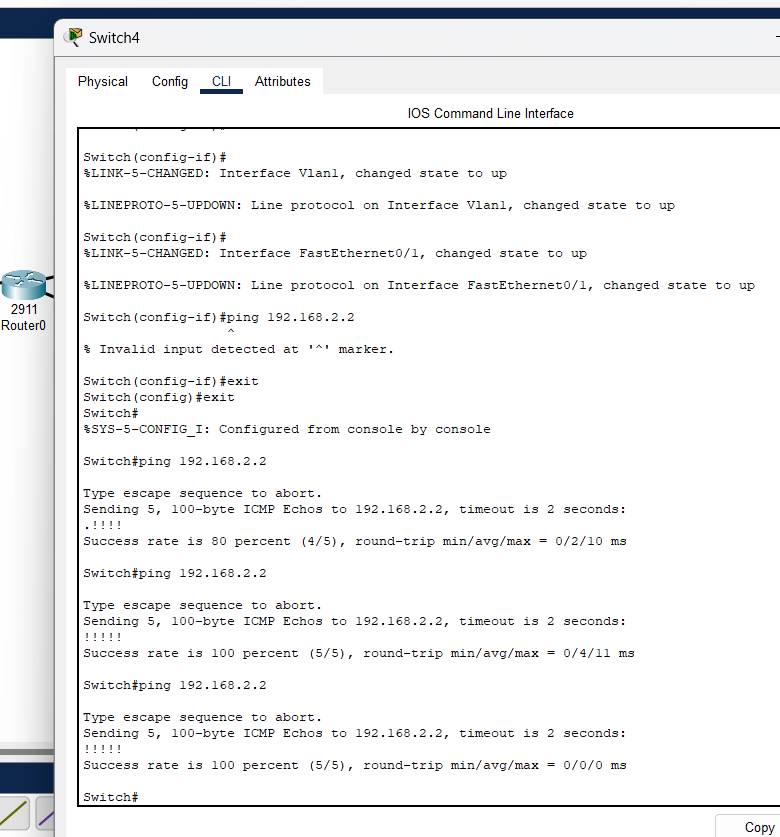 Switch4
Physical
Config
CLI
Attributes
IOS Command Line Interface
Switch(config-if)#
%LINK-5-CHANGED: Interface Vlan1, changed state to up
%LINEPROTO-5-UPDOWN: Line protocol on Interface Vlan1, changed state to up
Switch(config-if)#
%LINK-5-CHANGED: Interface FastEthernet0/1, changed state to up
%LINEPROTO-5-UPDOWN: Line protocol on Interface FastEthernet0/1, changed state to up
Switch(config-if)#ping 192.168.2.2
^
% Invalid input detected at '^' marker.
Switch(config-if)#exit
Switch(config)#exit
Switch#
%SYS-5-CONFIG_I: Configured from console by console
Switch#ping 192.168.2.2
Type escape sequence to abort.
Sending 5, 100-byte ICMP Echos to 192.168.2.2, timeout is 2 seconds:
.!!!!
Success rate is 80 percent (4/5), round-trip min/avg/max = 0/2/10 ms
Switch#ping 192.168.2.2
Type escape sequence to abort.
Sending 5, 100-byte ICMP Echos to 192.168.2.2, timeout is 2 seconds:
!!!!!
Success rate is 100 percent (5/5), round-trip min/avg/max = 0/4/11 ms
Switch#ping 192.168.2.2
Type escape sequence to abort.
Sending 5, 100-byte ICMP Echos to 192.168.2.2, timeout is 2 seconds:
!!!!!
Success rate is 100 percent (5/5), round-trip min/avg/max = 0/0/0 ms
Switch#
2911
Router0
Copy